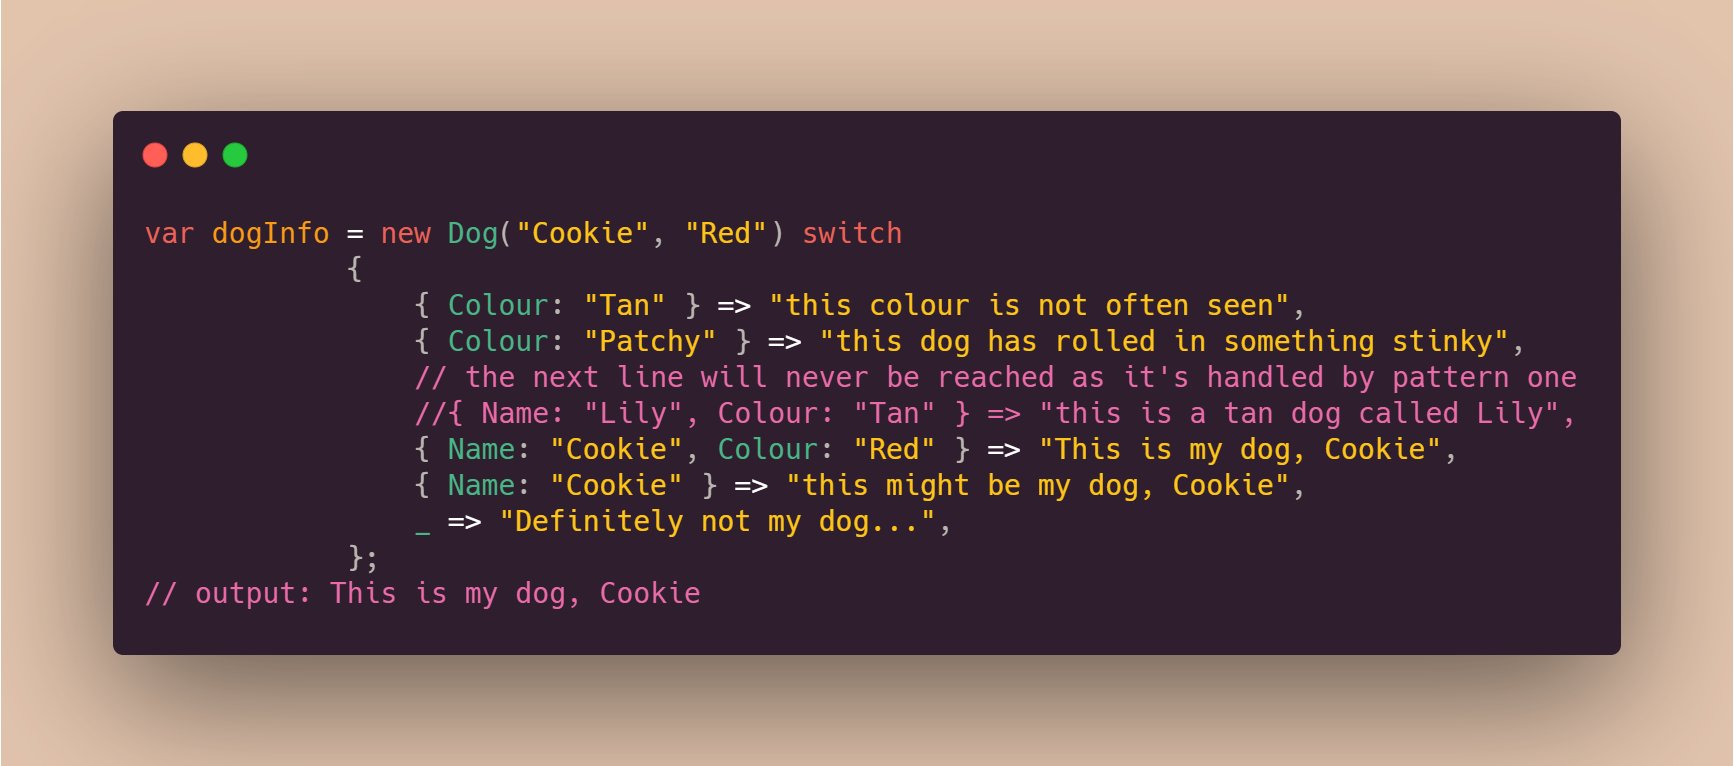 var dogInfo = new Dog("Cookie", "Red") switch
{
{ Colour: "Tan" } => "this colour is not often seen",
{ Colour: "Patchy" } => "this dog has rolled in something stinky",
// the next line will never be reached as it's handled by pattern one
//{ Name: "Lily", Colour: "Tan" } => "this is a tan dog called Lily",
{ Name: "Cookie", Colour: "Red" } => "This is my dog, Cookie",
{ Name: "Cookie" } => "this might be my dog, Cookie",
_ => "Definitely not my dog...",
};
// output: This is my dog, Cookie